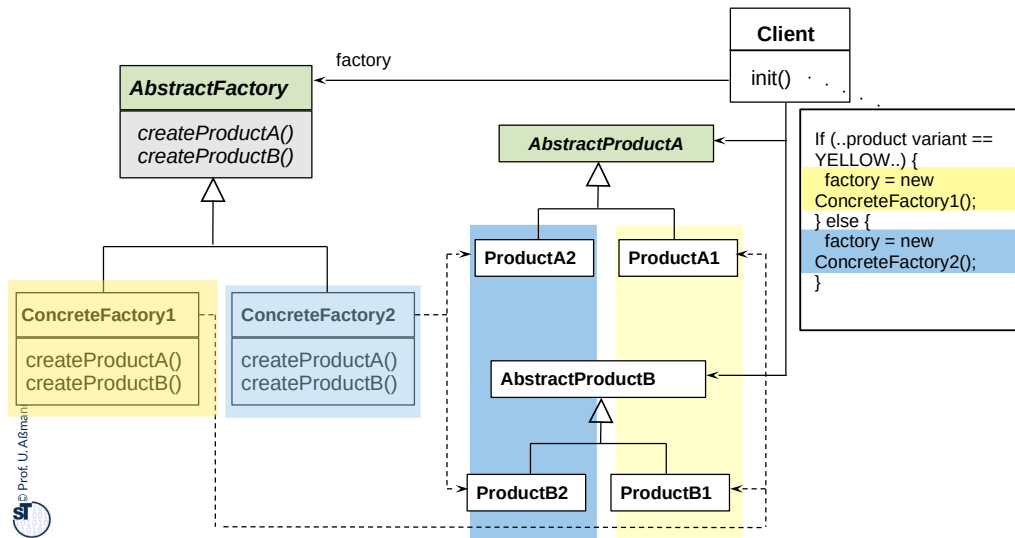 factory
Client
init()
AbstractFactory
createProductA()
createProductB()
AbstractProductA
If (..product variant ==
YELLOW..) {
factory = new
ConcreteFactory1();
} else {
factory = new
ConcreteFactory2();
}
ProductA2
ProductA1
ConcreteFactory1
createProductA()
createProductB()
ConcreteFactory2
createProductA()
createProductB()
AbstractProductB
ProductB2
ProductB1
© Prof. U. Aßmann
ST